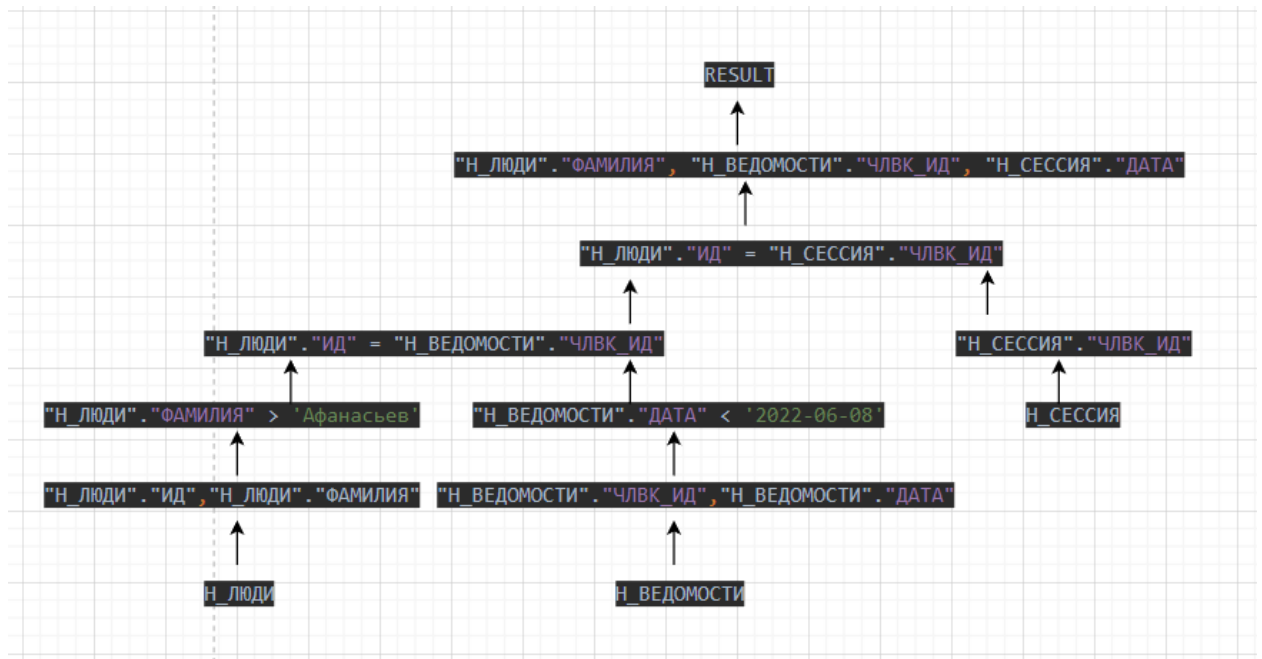 RESULT
"Н_ЛЮДИ"."ФАМИЛИЯ", "Н_ВЕДОМОСТИ"."ЧЛВК_ИД", "Н_СЕССИЯ"."ДАТА"
"Н_ЛЮДИ"."ИД" = "Н_СЕССИЯ"."ЧЛВК_ИД"
"Н_ЛЮДИ"."ИД" = "Н_ВЕДОМОСТИ"."ЧЛВК_ИД"
"Н_СЕССИЯ"."ЧЛВК_ИД"
"Н_ЛЮДИ"."ФАМИЛИЯ" > 'Афанасьев'
"Н_ВЕДОМОСТИ"."ДАТА" < '2022-06-08'
Н_СЕССИЯ
"Н_ЛЮДИ"."ИД","Н_ЛЮДИ"."ФАМИЛИЯ"
"Н_ВЕДОМОСТИ"."ЧЛВК_ИД","Н_ВЕДОМОСТИ"."ДАТА"
Н_ЛЮДИ
Н_ВЕДОМОСТИ